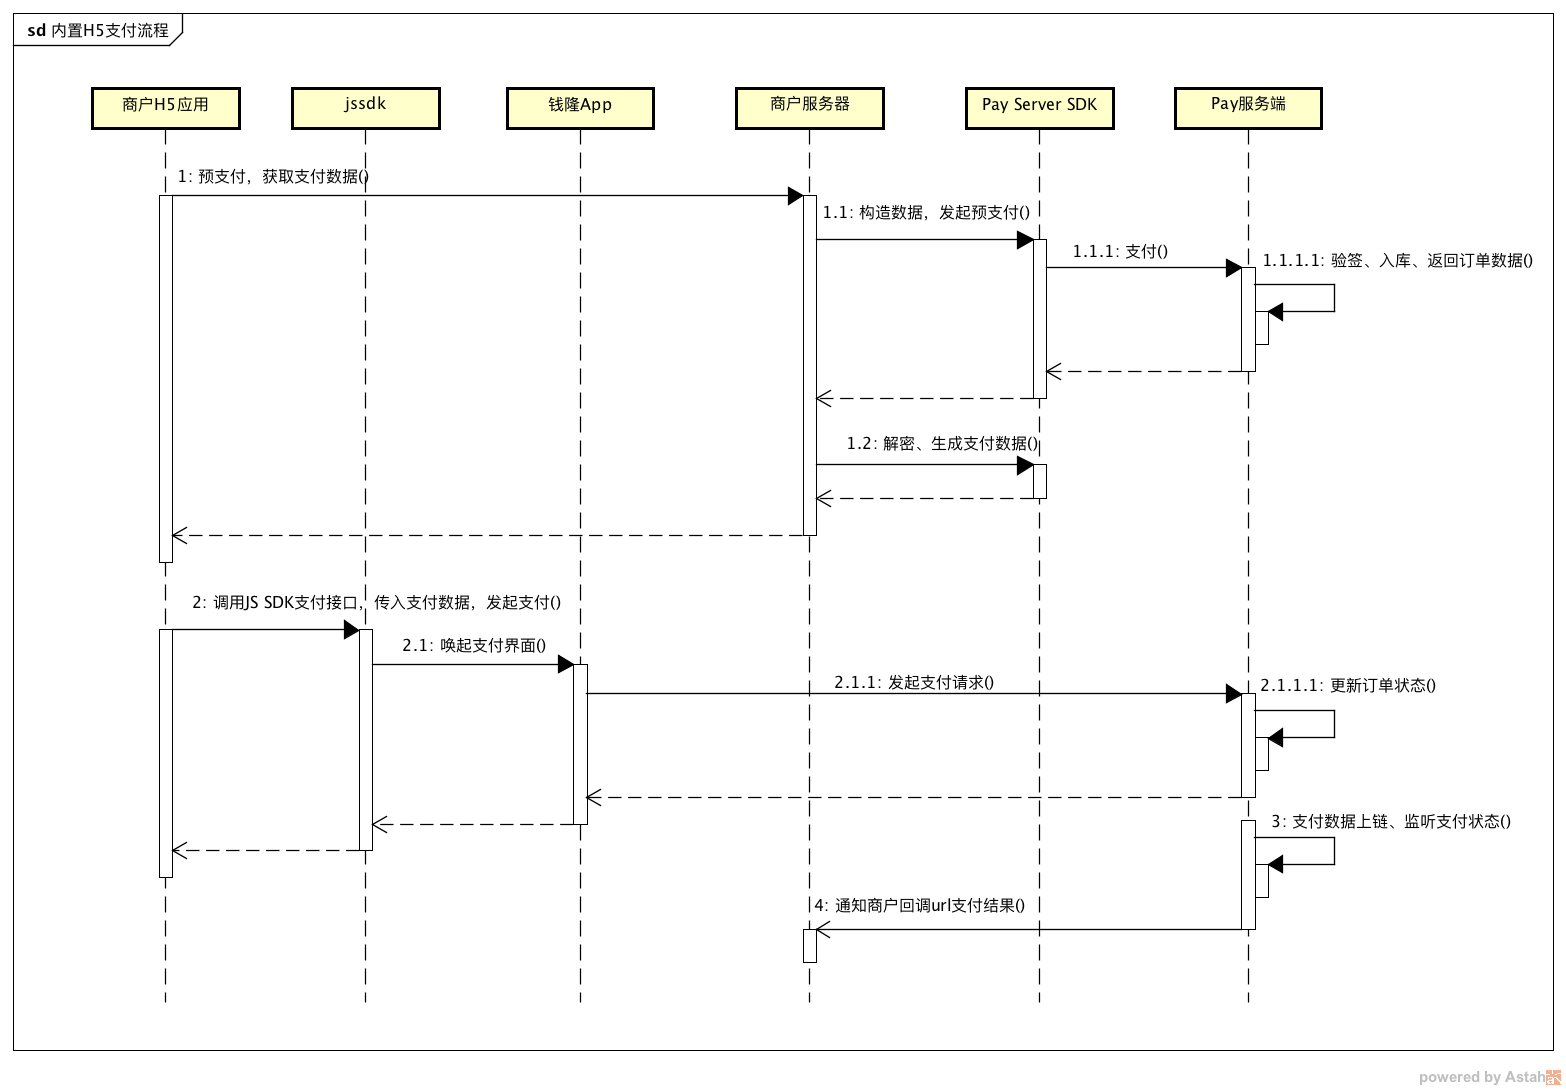 sd 内置H5支付流程
商户H5应用
jssdk
钱隆App
商户服务器
Pay Server SDK
Pay服务端
1: 预支付，获取支付数据()
1.1: 构造数据，发起预支付()
1.1.1: 支付()
1.1.1.1: 验签、入库、返回订单数据()
1.2: 解密、生成支付数据()
2: 调用JS SDK支付接口，传入支付数据，发起支付()
2.1: 唤起支付界面()
2.1.1: 发起支付请求()
2.1.1.1: 更新订单状态()
3: 支付数据上链、监听支付状态()
4: 通知商户回调url支付结果()
powered by Astah